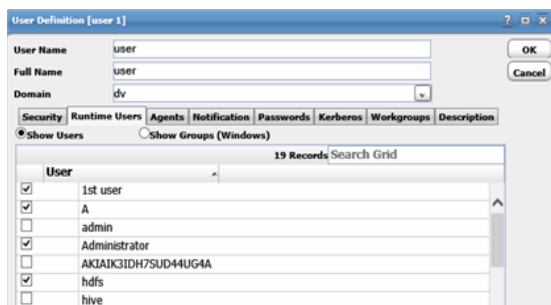 User Definition [user 1]
User Name user
OK
Full Name user
Cancel
Domain dv
Security Runtime Users Agents Notification Passwords Kerberos Workgroups Description
Show Users Show Groups (Windows)
19 Records Search Grid
User
1st user
A
admin
Administrator
AKIAIK3IDH7SUD44UG4A
hdfs
hive